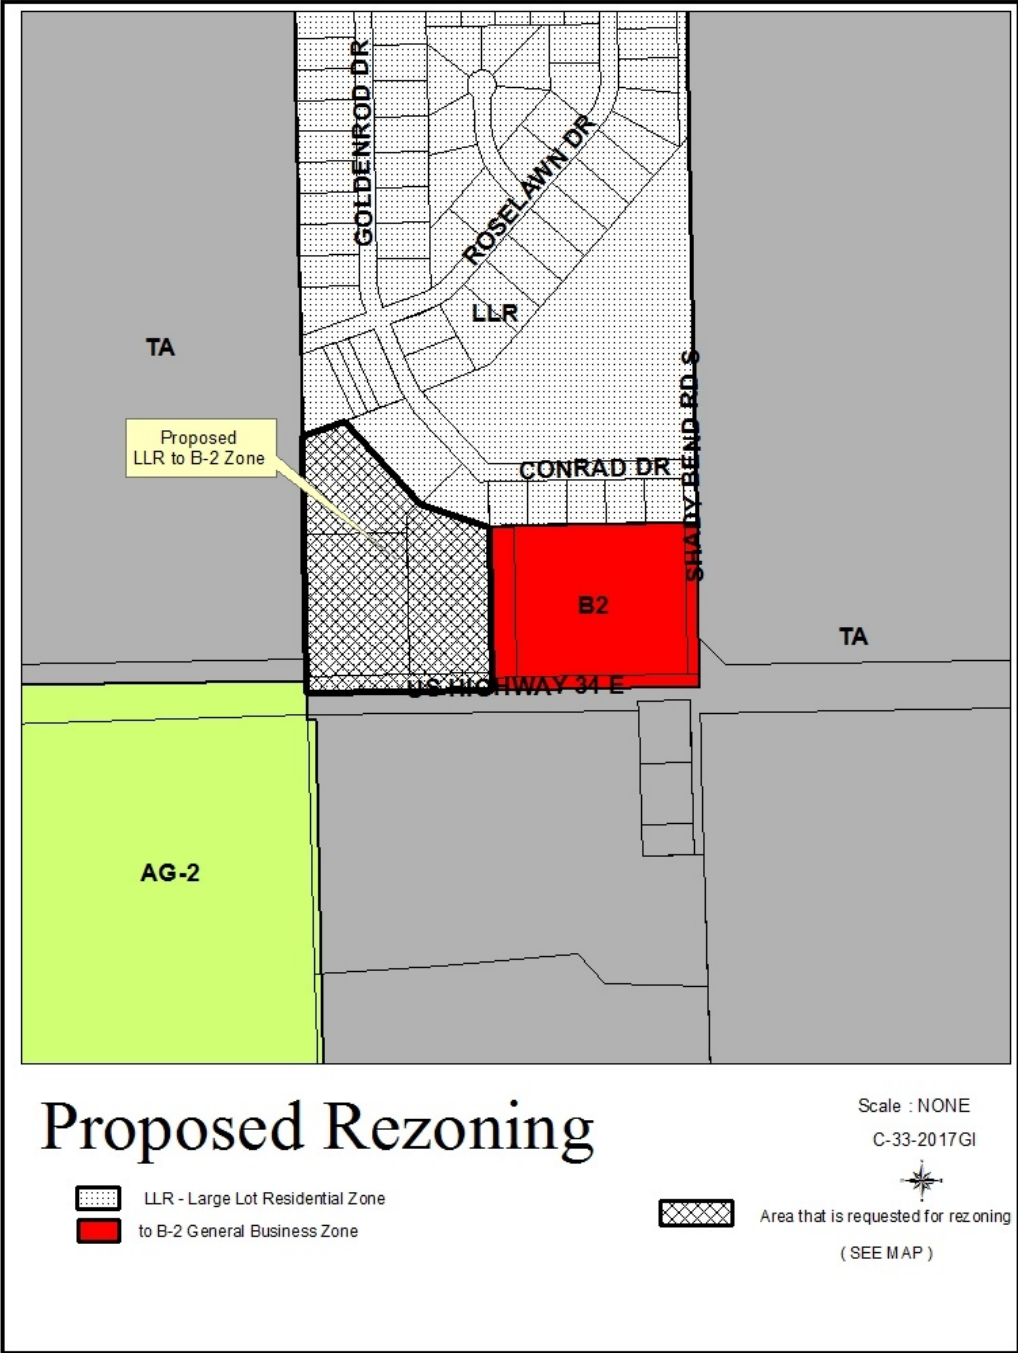 GOLDENROD DR
ROSELAWN DR
LLR
TA
SHADY BEND RD S
Proposed
LLR to B-2 Zone
CONRAD DR
B2
TA
US HIGHWAY 34 E
AG-2
Proposed Rezoning
Scale : NONE
C-33-2017GI
LLR - Large Lot Residential Zone
to B-2 General Business Zone
Area that is requested for rezoning
( SEE MAP )